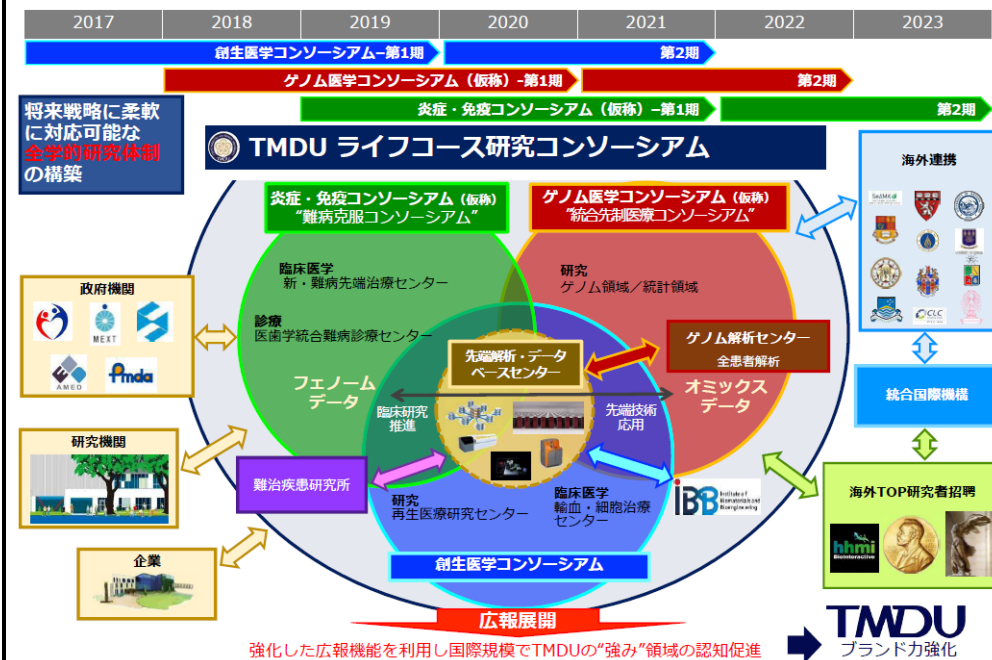 2017 2018 2019 2020 2021 2022 2023
創生医学コンソーシアム–第1期 第2期
ゲノム医学コンソーシアム（仮称）-第1期 第2期
炎症・免疫コンソーシアム（仮称）–第1期 第2期
将来戦略に柔軟
に対応可能な
全学的研究体制
の構築
TMDU ライフコース研究コンソーシアム
炎症・免疫コンソーシアム（仮称）
“難病克服コンソーシアム”
ゲノム医学コンソーシアム（仮称）
“統合先制医療コンソーシアム”
臨床医学
新・難病先端治療センター
診療
医歯学統合難病診療センター
研究
ゲノム領域／統計領域
ゲノム解析センター
全患者解析
先端解析・データ
ベースセンター
フェノーム
データ
オミックス
データ
臨床研究
推進
先端技術
応用
難治疾患研究所
研究
再生医療研究センター
臨床医学
輸血・細胞治療
センター
IBB Institute of
Biomaterials and
Bioengineering
創生医学コンソーシアム
政府機関
MEXT
AMED
Pmda
研究機関
企業
海外連携
CLC
統合国際機構
海外TOP研究者招聘
hhmi
BioInteractive
広報展開
強化した広報機能を利用し国際規模でTMDUの“強み”領域の認知促進
TMDU
ブランド力強化